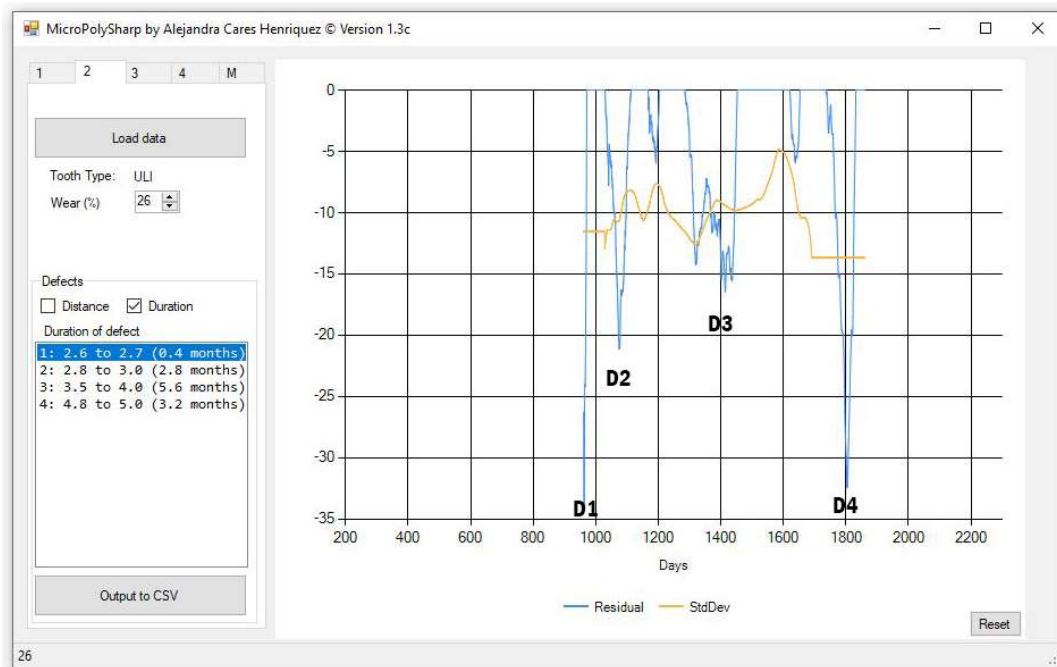 MicroPolySharp by Alejandra Cares Henriquez © Version 1.3c
1 2 3 4 M
Load data
Tooth Type: ULI
Wear (%) 26
Defects
Distance Duration
Duration of defect
1: 2.6 to 2.7 (0.4 months)
2: 2.8 to 3.0 (2.8 months)
3: 3.5 to 4.0 (5.6 months)
4: 4.8 to 5.0 (3.2 months)
Output to CSV
0
-5
-10
-15
-20
-25
-30
-35
D1
D2
D3
D4
200 400 600 800 1000 1200 1400 1600 1800 2000 2200
Days
Residual StdDev
Reset
26